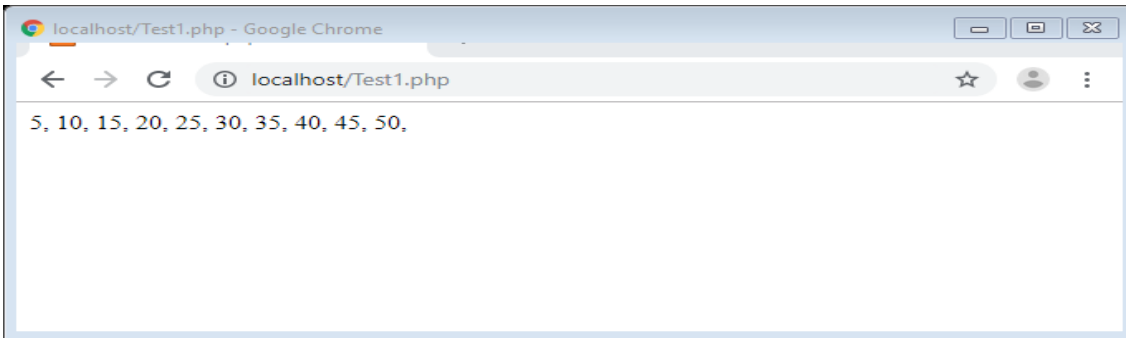 localhost/Test1.php - Google Chrome
localhost/Test1.php
5, 10, 15, 20, 25, 30, 35, 40, 45, 50,